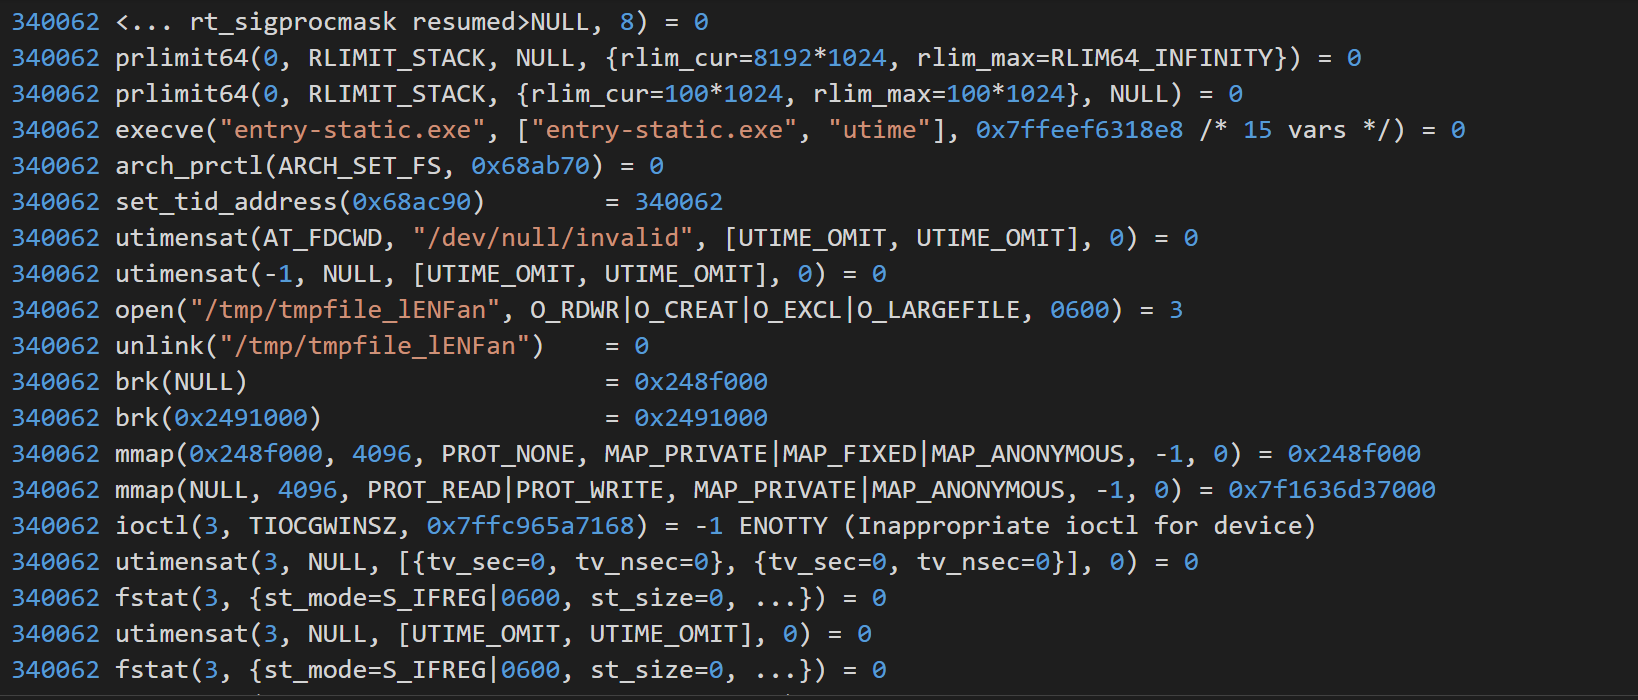 340062 <... rt_sigprocmask resumed>NULL, 8) = 0
340062 prlimit64(0, RLIMIT_STACK, NULL, {rlim_cur=8192*1024, rlim_max=RLIM64_INFINITY}) = 0
340062 prlimit64(0, RLIMIT_STACK, {rlim_cur=100*1024, rlim_max=100*1024}, NULL) = 0
340062 execve("entry-static.exe", ["entry-static.exe", "utime"], 0x7ffeef6318e8 /* 15 vars */) = 0
340062 arch_prctl(ARCH_SET_FS, 0x68ab70) = 0
340062 set_tid_address(0x68ac90)        = 340062
340062 utimensat(AT_FDCWD, "/dev/null/invalid", [UTIME_OMIT, UTIME_OMIT], 0) = 0
340062 utimensat(-1, NULL, [UTIME_OMIT, UTIME_OMIT], 0) = 0
340062 open("/tmp/tmpfile_lENFan", O_RDWR|O_CREAT|O_EXCL|O_LARGEFILE, 0600) = 3
340062 unlink("/tmp/tmpfile_lENFan")    = 0
340062 brk(NULL)                        = 0x248f000
340062 brk(0x2491000)                   = 0x2491000
340062 mmap(0x248f000, 4096, PROT_NONE, MAP_PRIVATE|MAP_FIXED|MAP_ANONYMOUS, -1, 0) = 0x248f000
340062 mmap(NULL, 4096, PROT_READ|PROT_WRITE, MAP_PRIVATE|MAP_ANONYMOUS, -1, 0) = 0x7f1636d37000
340062 ioctl(3, TIOCGWINSZ, 0x7ffc965a7168) = -1 ENOTTY (Inappropriate ioctl for device)
340062 utimensat(3, NULL, [{tv_sec=0, tv_nsec=0}, {tv_sec=0, tv_nsec=0}], 0) = 0
340062 fstat(3, {st_mode=S_IFREG|0600, st_size=0, ...}) = 0
340062 utimensat(3, NULL, [UTIME_OMIT, UTIME_OMIT], 0) = 0
340062 fstat(3, {st_mode=S_IFREG|0600, st_size=0, ...}) = 0